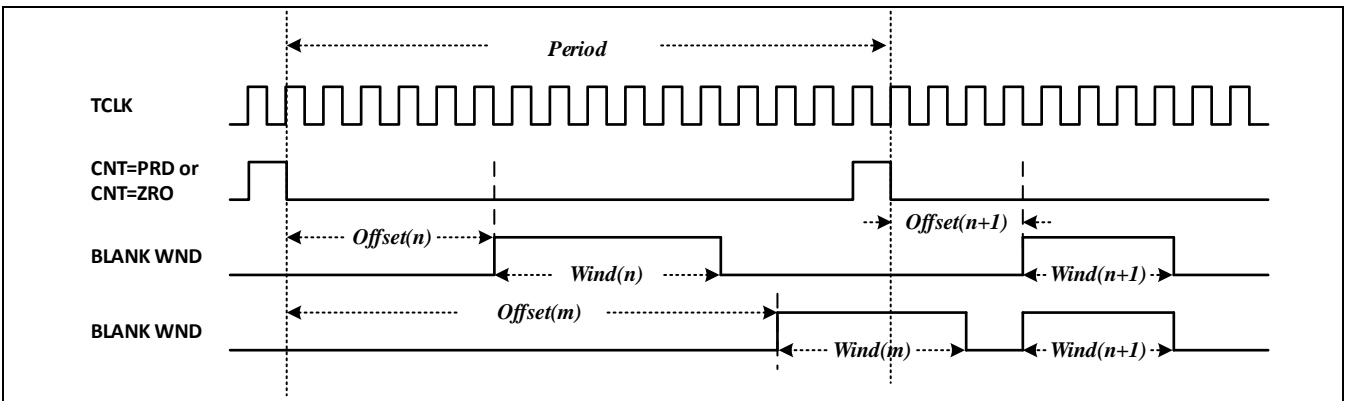 Period
TCLK
CNT=PRD or
CNT=ZRO
Offset(n)
Offset(n+1)
BLANK WND
Wind(n)
Wind(n+1)
Offset(m)
BLANK WND
Wind(m)
Wind(n+1)